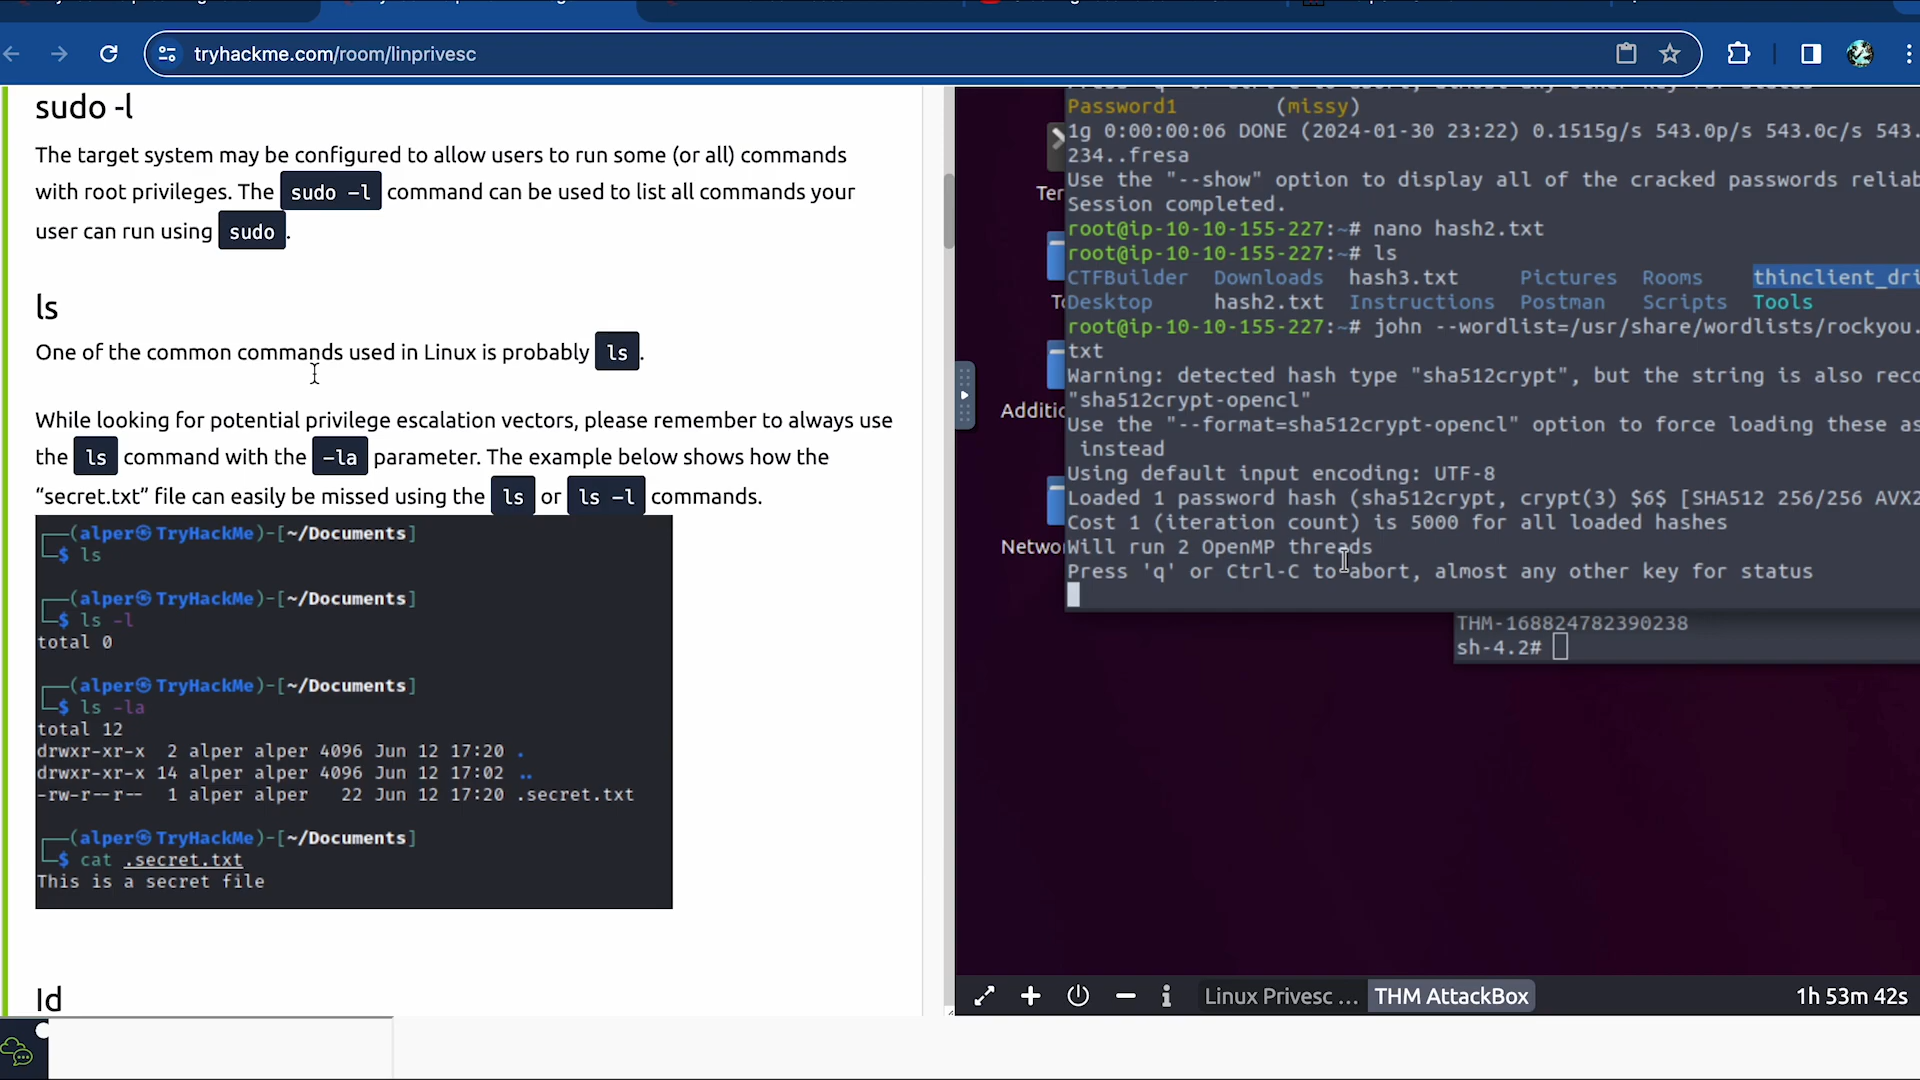 tryhackme.com/room/linprivesc
sudo -l
The target system may be configured to allow users to run some (or all) commands
with root privileges. The sudo -l command can be used to list all commands your
user can run using sudo.
ls
One of the common commands used in Linux is probably ls.
While looking for potential privilege escalation vectors, please remember to always use
the ls command with the -la parameter. The example below shows how the
“secret.txt” file can easily be missed using the ls or ls -l commands.
(alper㉿TryHackMe)-[~/Documents]
$ ls
(alper㉿TryHackMe)-[~/Documents]
$ ls -l
total 0
(alper㉿TryHackMe)-[~/Documents]
$ ls -la
total 12
drwxr-xr-x 2 alper alper 4096 Jun 12 17:20 .
drwxr-xr-x 14 alper alper 4096 Jun 12 17:02 ..
-rw-r--r-- 1 alper alper 22 Jun 12 17:20 .secret.txt
(alper㉿TryHackMe)-[~/Documents]
$ cat .secret.txt
This is a secret file
Id
Password1 (missy)
1g 0:00:00:06 DONE (2024-01-30 23:22) 0.1515g/s 543.0p/s 543.0c/s 543.
234..fresa
Use the "--show" option to display all of the cracked passwords
Session completed.
root@ip-10-10-155-227:~# nano hash2.txt
root@ip-10-10-155-227:~# ls
CTFBuilder Downloads hash3.txt Pictures Rooms thinclient_dri
Desktop hash2.txt Instructions Postman Scripts Tools
root@ip-10-10-155-227:~# john --wordlist=/usr/share/wordlists/rockyou.
txt
Warning: detected hash type "sha512crypt", but the string is also
"sha512crypt-opencl"
Use the "--format=sha512crypt-opencl" option to force loading these as
instead
Using default input encoding: UTF-8
Loaded 1 password hash (sha512crypt, crypt(3) $6$ [SHA512 256/256 AVX2
Cost 1 (iteration count) is 5000 for all loaded hashes
Will run 2 OpenMP threads
Press 'q' or Ctrl-C to abort, almost any other key for status
Ter
To
Additio
Netwo
THM-168824782390238
sh-4.2#
Linux Privesc ... THM AttackBox 1h 53m 42s